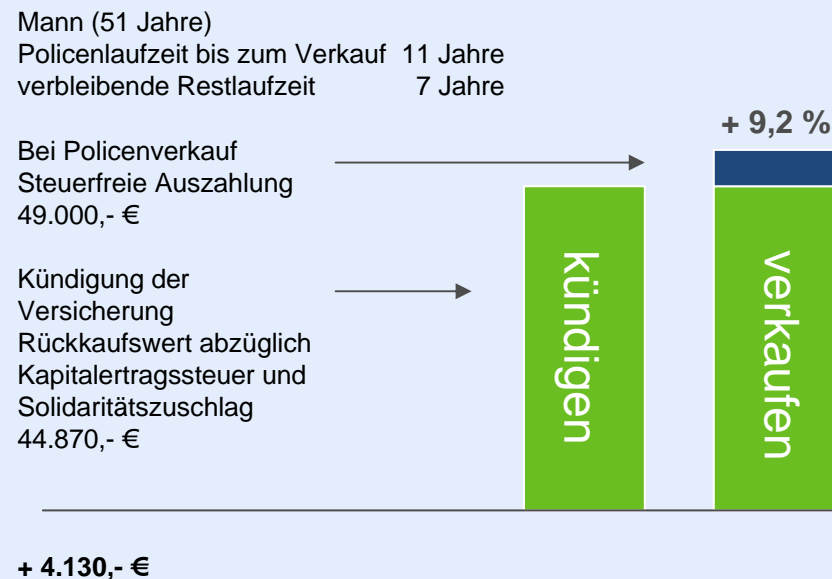 Mann (51 Jahre)
Policenlaufzeit bis zum Verkauf 11 Jahre
verbleibende Restlaufzeit 7 Jahre
+ 9,2 %
Bei Policenverkauf
Steuerfreie Auszahlung
49.000,- €
Kündigung der
Versicherung
Rückkaufswert abzüglich
Kapitalertragssteuer und
Solidaritätszuschlag
44.870,- €
kündigen
verkaufen
+ 4.130,- €